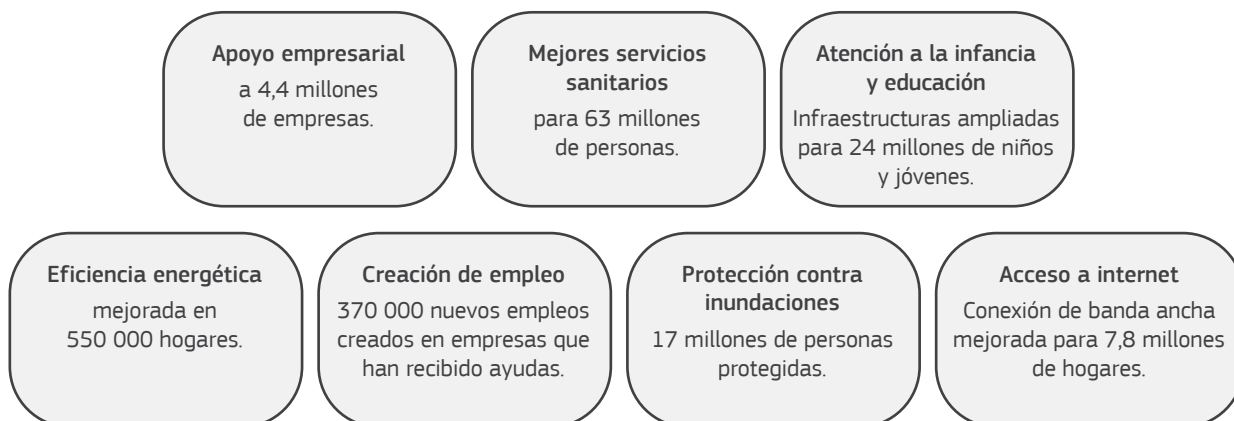 Apoyo empresarial
a 4,4 millones
de empresas.
Mejores servicios
sanitarios
para 63 millones
de personas.
Atención a la infancia
y educación
Infraestructuras ampliadas
para 24 millones de niños
y jóvenes.
Eficiencia energética
mejorada en
550 000 hogares.
Creación de empleo
370 000 nuevos empleos
creados en empresas que
han recibido ayudas.
Protección contra
inundaciones
17 millones de personas
protegidas.
Acceso a internet
Conexión de banda ancha
mejorada para 7,8 millones
de hogares.